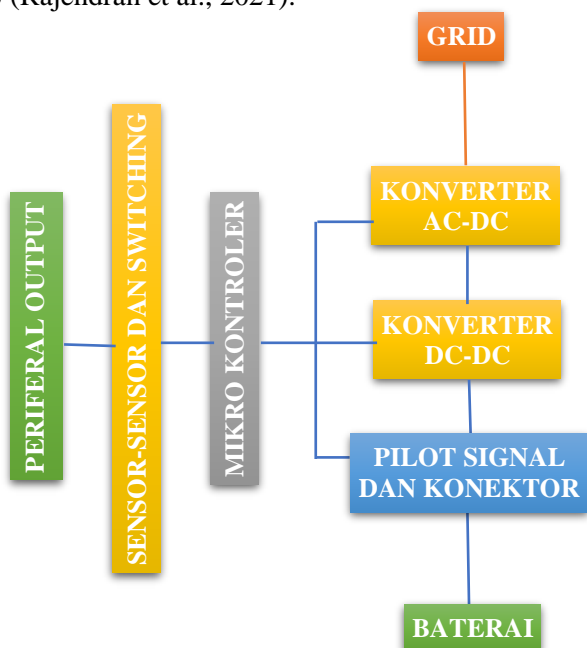 (Rajendran et al., 2021).
GRID
PERIFERAL OUTPUT
SENSOR-SENSOR DAN SWITCHING
MIKRO KONTROLER
KONVERTER
AC-DC
KONVERTER
DC-DC
PILOT SIGNAL
DAN KONEKTOR
BATERAI